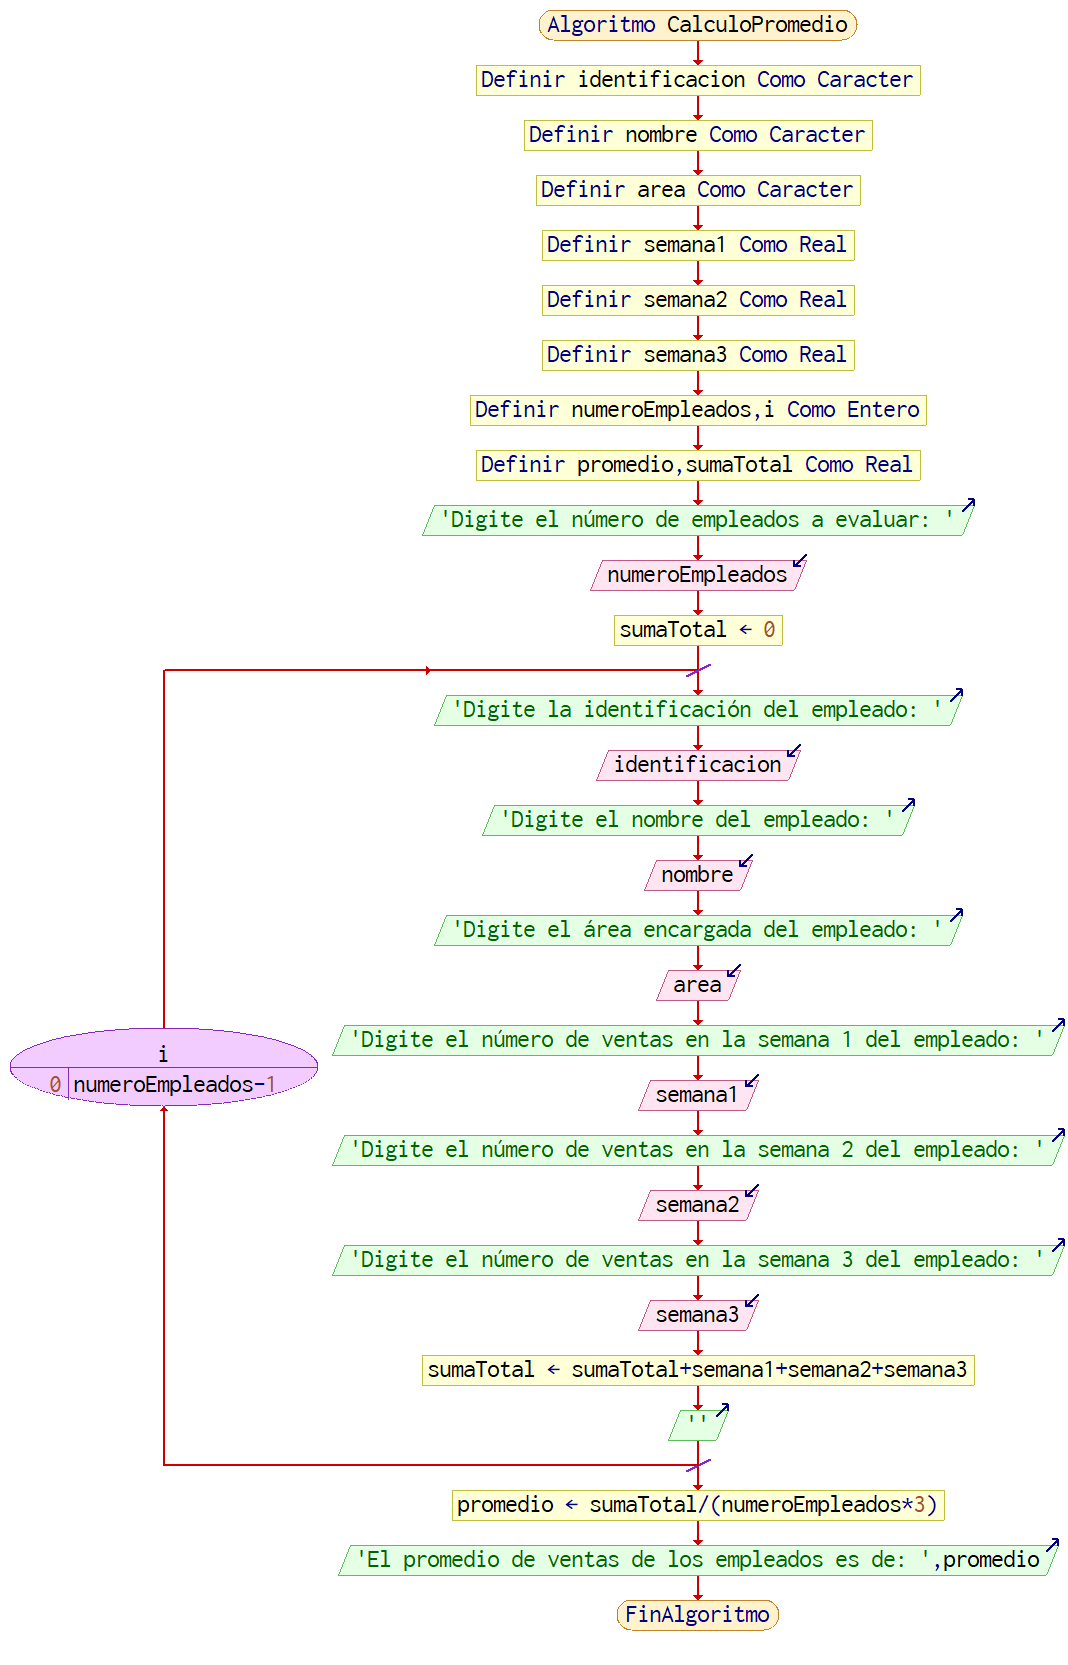 Algoritmo CalculoPromedio
Definir identificacion Como Caracter
Definir nombre Como Caracter
Definir area Como Caracter
Definir semana1 Como Real
Definir semana2 Como Real
Definir semana3 Como Real
Definir numeroEmpleados,i Como Entero
Definir promedio,sumaTotal Como Real
'Digite el número de empleados a evaluar: '
numeroEmpleados
sumaTotal ← 0
'Digite la identificación del empleado: '
identificacion
'Digite el nombre del empleado: '
nombre
'Digite el área encargada del empleado: '
area
'Digite el número de ventas en la semana 1 del empleado: '
i
0 numeroEmpleados-1
semana1
'Digite el número de ventas en la semana 2 del empleado: '
semana2
'Digite el número de ventas en la semana 3 del empleado: '
semana3
sumaTotal ← sumaTotal+semana1+semana2+semana3
''
promedio ← sumaTotal/(numeroEmpleados*3)
'El promedio de ventas de los empleados es de: ',promedio
FinAlgoritmo